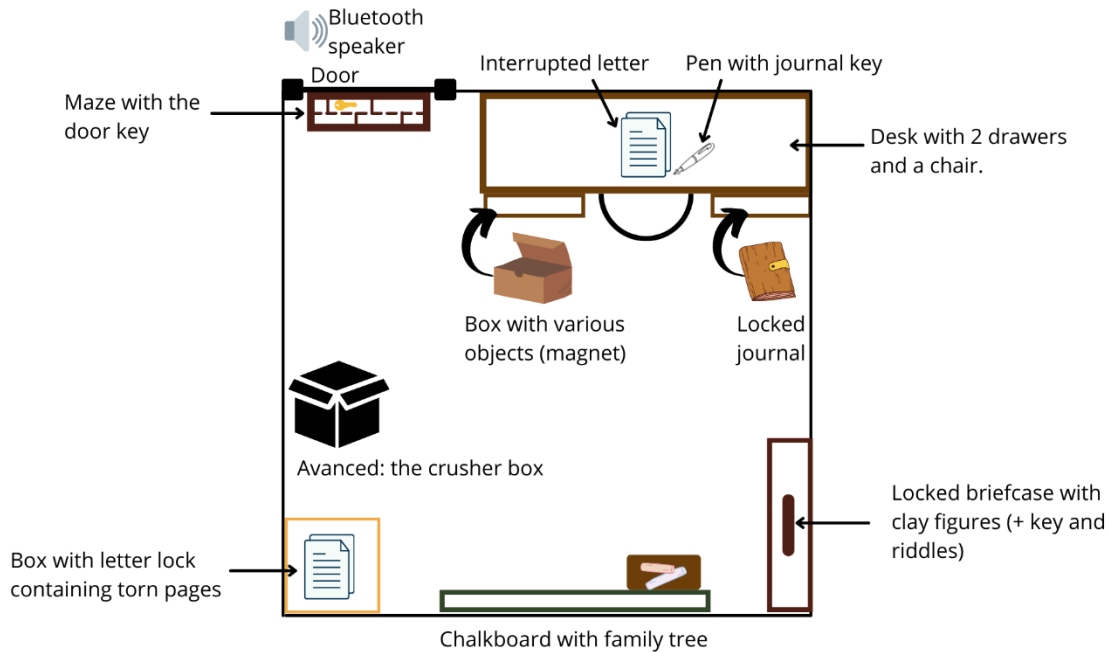 Bluetooth
speaker
Door
Interrupted letter
Pen with journal key
Maze with the
door key
Desk with 2 drawers
and a chair.
Box with various
objects (magnet)
Locked
journal
Avanced: the crusher box
Locked briefcase with
clay figures (+ key and
riddles)
Box with letter lock
containing torn pages
Chalkboard with family tree